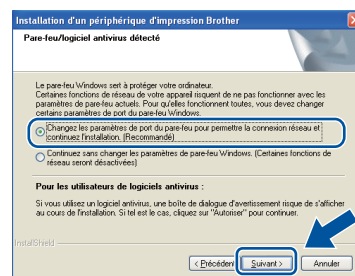 Installation d'un périphérique d'impression Brother
Pare-feu/logiciel antivirus détecté
Le pare-feu Windows sert à protéger votre ordinateur.
Certaines fonctions de réseau de votre appareil risquent de ne pas fonctionner avec les
paramètres de pare-feu actuels. Pour qu'elles fonctionnent toutes, vous devez changer
certains paramètres de port du pare-feu Windows.
Changez les paramètres de port du pare-feu pour permettre la connexion réseau et
continuez l'installation. (Recommandé)
Continuez sans changer les paramètres de pare-feu Windows. (Certaines fonctions de
réseau seront désactivées)
Pour les utilisateurs de logiciels antivirus :
Si vous utilisez un logiciel antivirus, une boîte de dialogue d'avertissement risque de s'afficher
au cours de l'installation. Si tel est le cas, cliquez sur "Autoriser" pour continuer.
InstallShield
< Précédent
Suivant >
Annuler